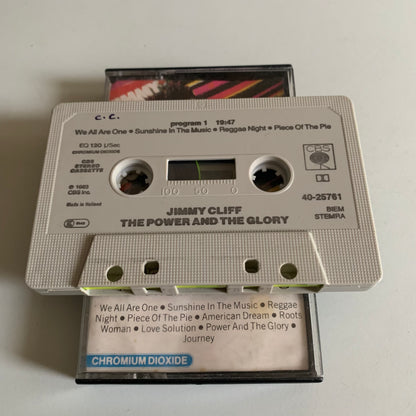 C.C.
program 1 19:47
We All Are One • Sunshine In The Music • Reggae Night • Piece Of The Pie
EQ 120 μSec
CHROMIUM DIOXIDE
CBS
STEREO
CASSETTE
CBS
℗ 1983
CBS Inc.
Made in Holland
100 50 0
40-25761
BIEM
STEMRA
JIMMY CLIFF
THE POWER AND THE GLORY
We All Are One • Sunshine In The Music • Reggae
Night • Piece Of The Pie • American Dream • Roots
Woman • Love Solution • Power And The Glory •
Journey
CHROMIUM DIOXIDE